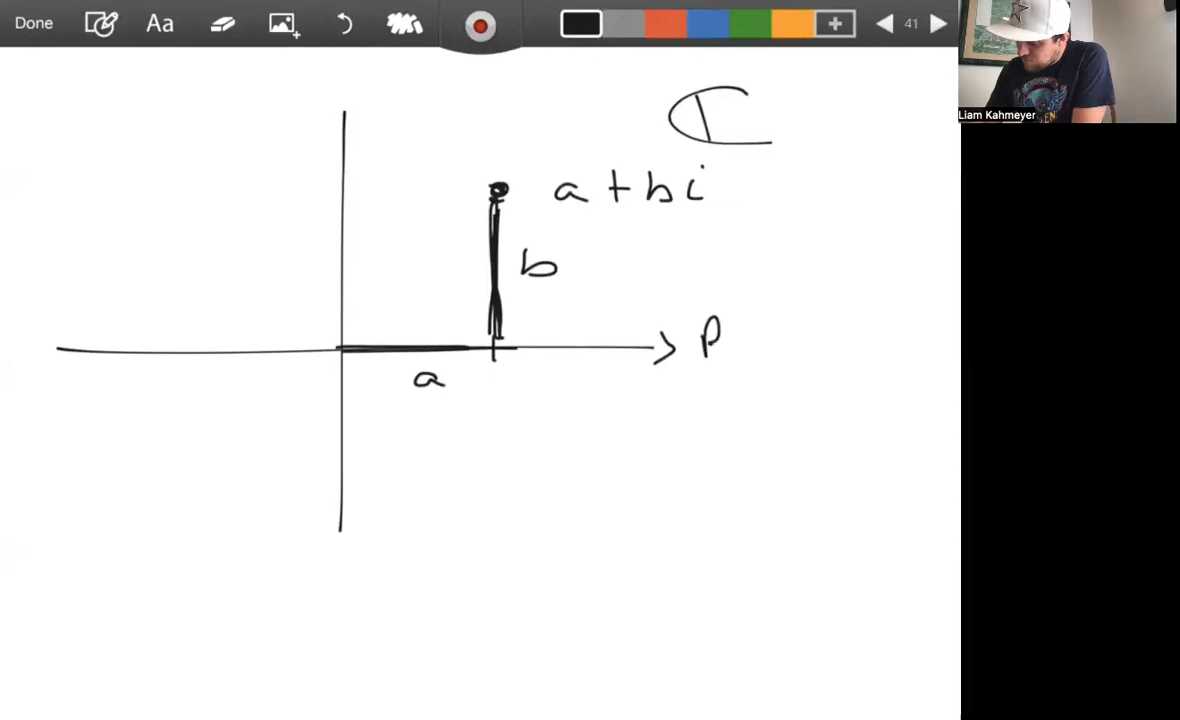 Done Aa 41
Liam Kahmeyer
ℂ
a + bi
b
a